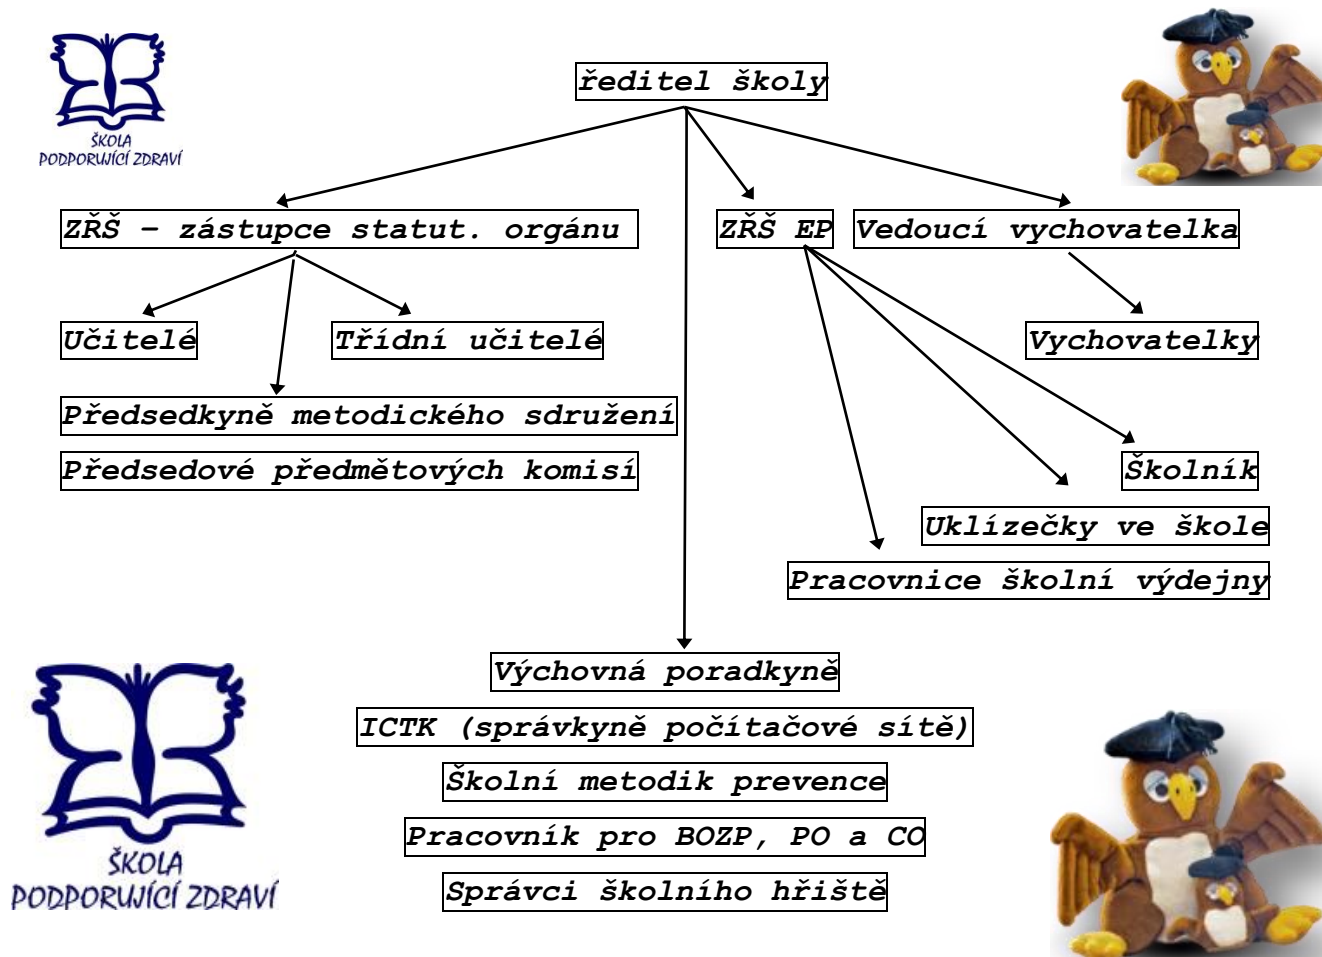 ŠKOLA
PODPORUJÍCÍ ZDRAVÍ
ředitel školy
ZŘŠ – zástupce statut. orgánu
ZŘŠ EP
Vedoucí vychovatelka
Učitelé
Třídní učitelé
Vychovatelky
Předsedkyně metodického sdružení
Předsedové předmětových komisí
Školník
Uklízečky ve škole
Pracovnice školní výdejny
Výchovná poradkyně
ICTK (správkyně počítačové sítě)
Školní metodik prevence
Pracovník pro BOZP, PO a CO
Správci školního hřiště
ŠKOLA
PODPORUJÍCÍ ZDRAVÍ